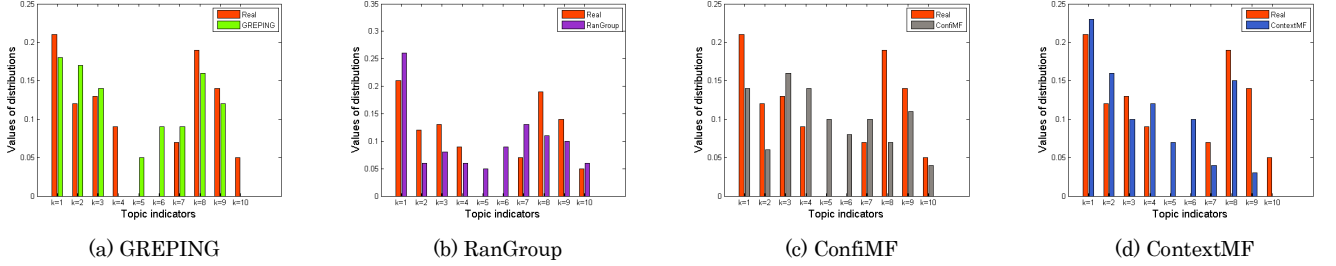 0.25
0.2
0.15
0.1
0.05
0
Values of distributions
Real
GREPING
k=1 k=2 k=3 k=4 k=5 k=6 k=7 k=8 k=9 k=10
Topic indicators
(a) GREPING
0.35
0.3
0.25
0.2
0.15
0.1
0.05
0
Values of distributions
Real
RanGroup
k=1 k=2 k=3 k=4 k=5 k=6 k=7 k=8 k=9 k=10
Topic indicators
(b) RanGroup
0.25
0.2
0.15
0.1
0.05
0
Values of distributions
Real
ConfiMF
k=1 k=2 k=3 k=4 k=5 k=6 k=7 k=8 k=9 k=10
Topic indicators
(c) ConfiMF
0.25
0.2
0.15
0.1
0.05
0
Values of distributions
Real
ContextMF
k=1 k=2 k=3 k=4 k=5 k=6 k=7 k=8 k=9 k=10
Topic indicators
(d) ContextMF